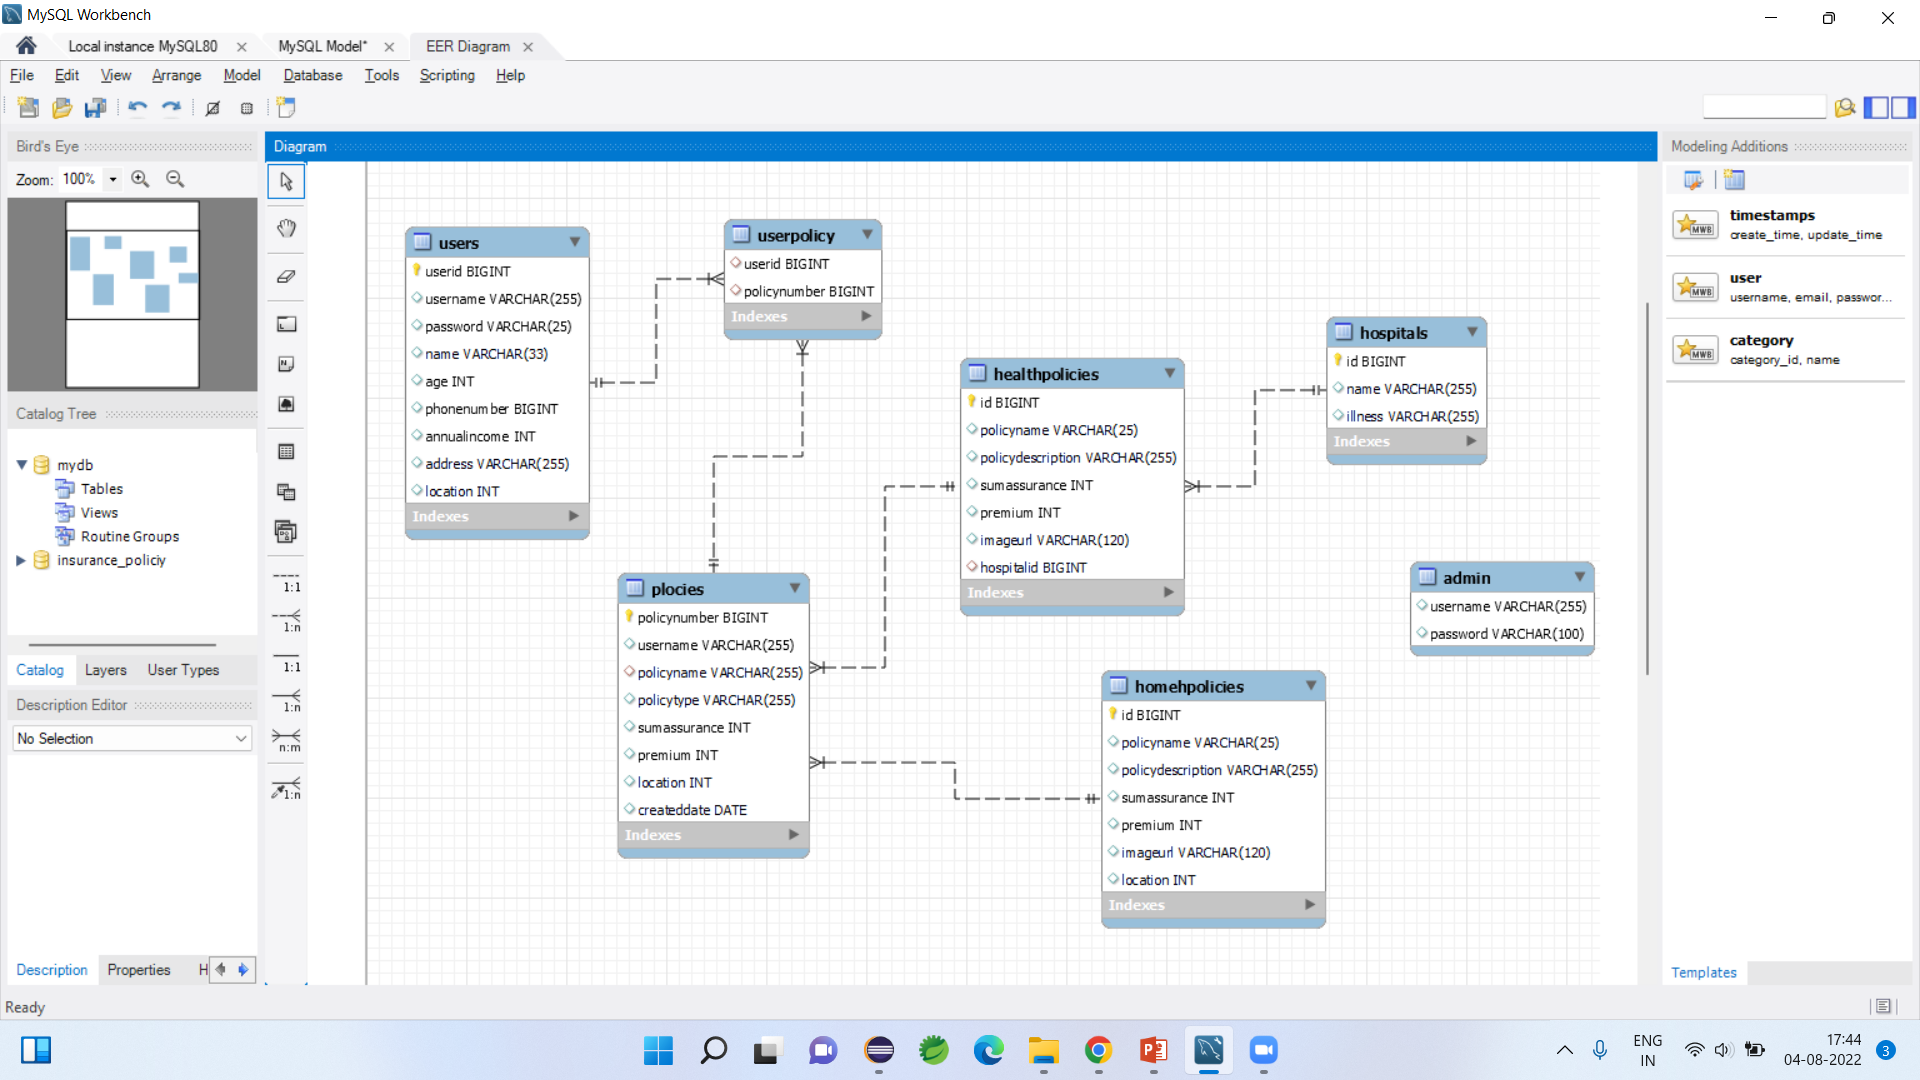 MySQL Workbench
Local instance MySQL80
MySQL Model*
EER Diagram
File Edit View Arrange Model Database Tools Scripting Help
Bird's Eye
Zoom: 100%
Catalog Tree
mydb
Tables
Views
Routine Groups
insurance_policiy
Catalog Layers User Types
Description Editor
No Selection
Description Properties H
Ready
1:1
1:n
1:1
1:n
n:m
1:n
Diagram
users
userid BIGINT
username VARCHAR(255)
password VARCHAR(25)
name VARCHAR(33)
age INT
phonenumber BIGINT
annualincome INT
address VARCHAR(255)
location INT
Indexes
userpolicy
userid BIGINT
policynumber BIGINT
Indexes
plocies
policynumber BIGINT
username VARCHAR(255)
policyname VARCHAR(255)
policytype VARCHAR(255)
sumassurance INT
premium INT
location INT
createddate DATE
Indexes
healthpolicies
id BIGINT
policyname VARCHAR(25)
policydescription VARCHAR(255)
sumassurance INT
premium INT
imageurl VARCHAR(120)
hospitalid BIGINT
Indexes
hospitals
id BIGINT
name VARCHAR(255)
illness VARCHAR(255)
Indexes
admin
username VARCHAR(255)
password VARCHAR(100)
homehpolicies
id BIGINT
policyname VARCHAR(25)
policydescription VARCHAR(255)
sumassurance INT
premium INT
imageurl VARCHAR(120)
location INT
Indexes
Modeling Additions
MWB
timestamps
create_time, update_time
MWB
user
username, email, passwor...
MWB
category
category_id, name
Templates
ENG
IN
17:44
04-08-2022
3